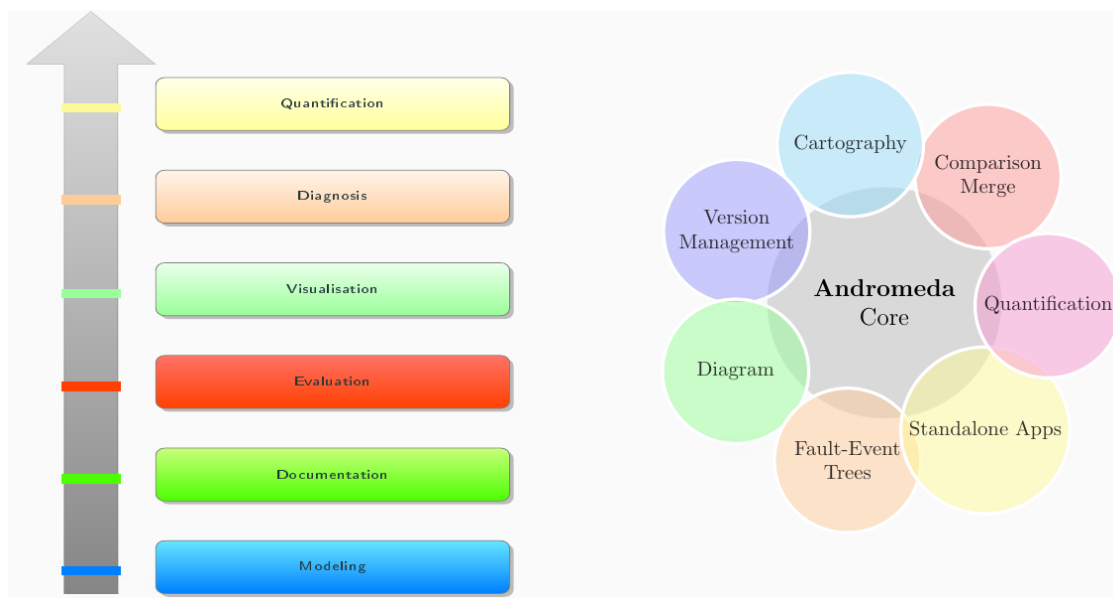 Quantification
Diagnosis
Visualisation
Evaluation
Documentation
Modeling
Cartography
Comparison
Merge
Version
Management
Andromeda
Core
Quantification
Diagram
Standalone Apps
Fault-Event
Trees